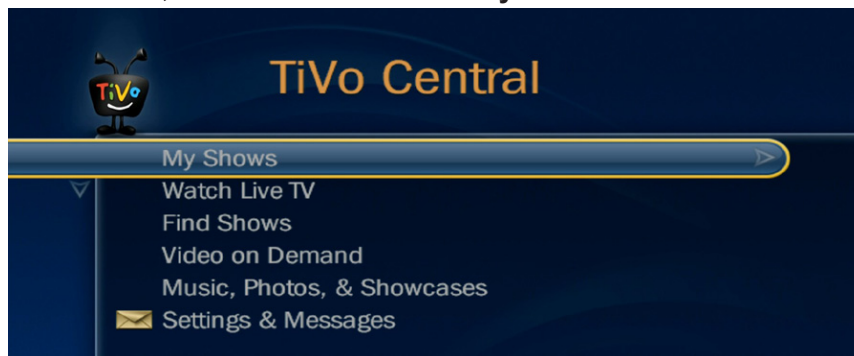 TiVo
TiVo Central
My Shows
Watch Live TV
Find Shows
Video on Demand
Music, Photos, & Showcases
Settings & Messages